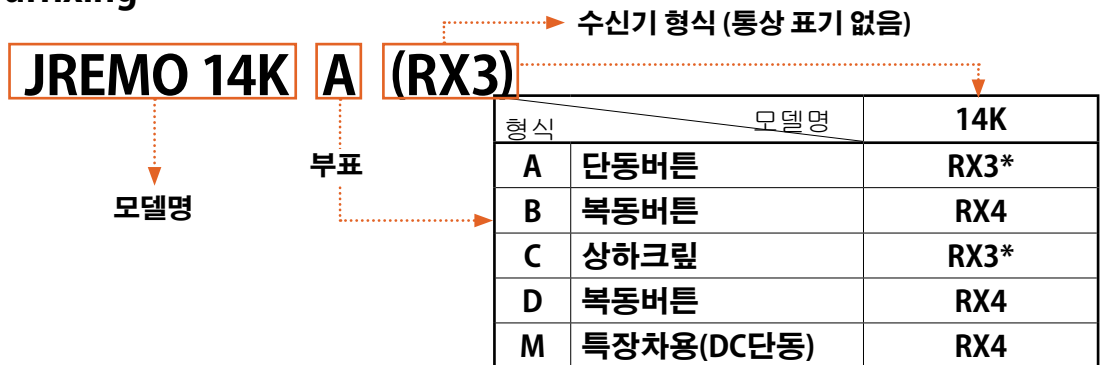 수신기 형식 (통상 표기 없음)
JREMO 14K A (RX3)
형식 모델명 14K
부표
모델명
A 단동버튼 RX3*
B 복동버튼 RX4
C 상하크릺 RX3*
D 복동버튼 RX4
M 특장차용(DC단동) RX4